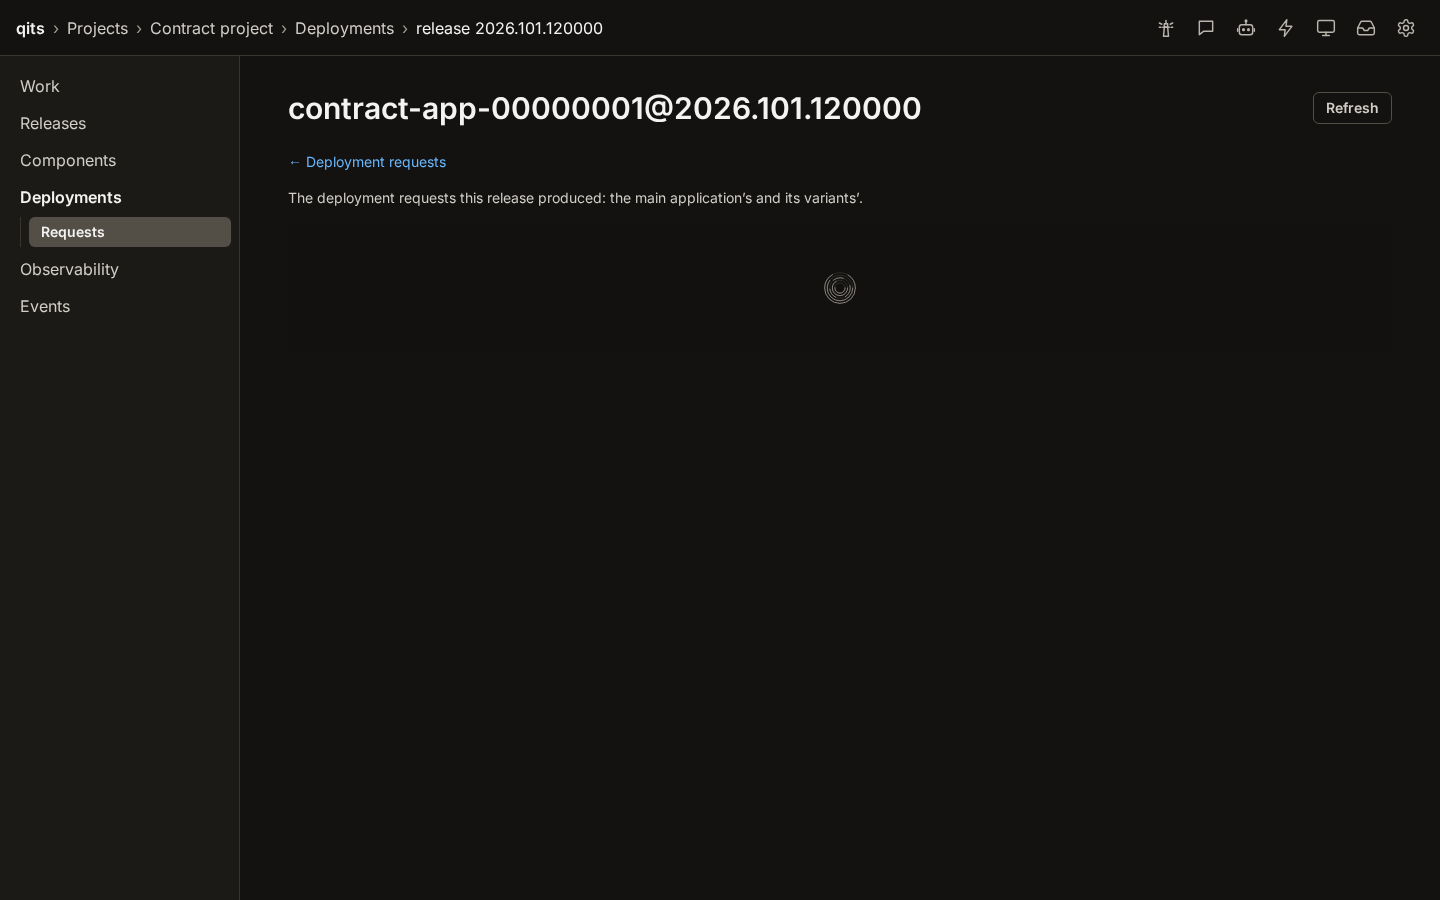 qits › Projects › Contract project › Deployments › release 2026.101.120000
Work
Releases
Components
Deployments
Requests
Observability
Events
contract-app-00000001@2026.101.120000
Refresh
← Deployment requests
The deployment requests this release produced: the main application’s and its variants’.